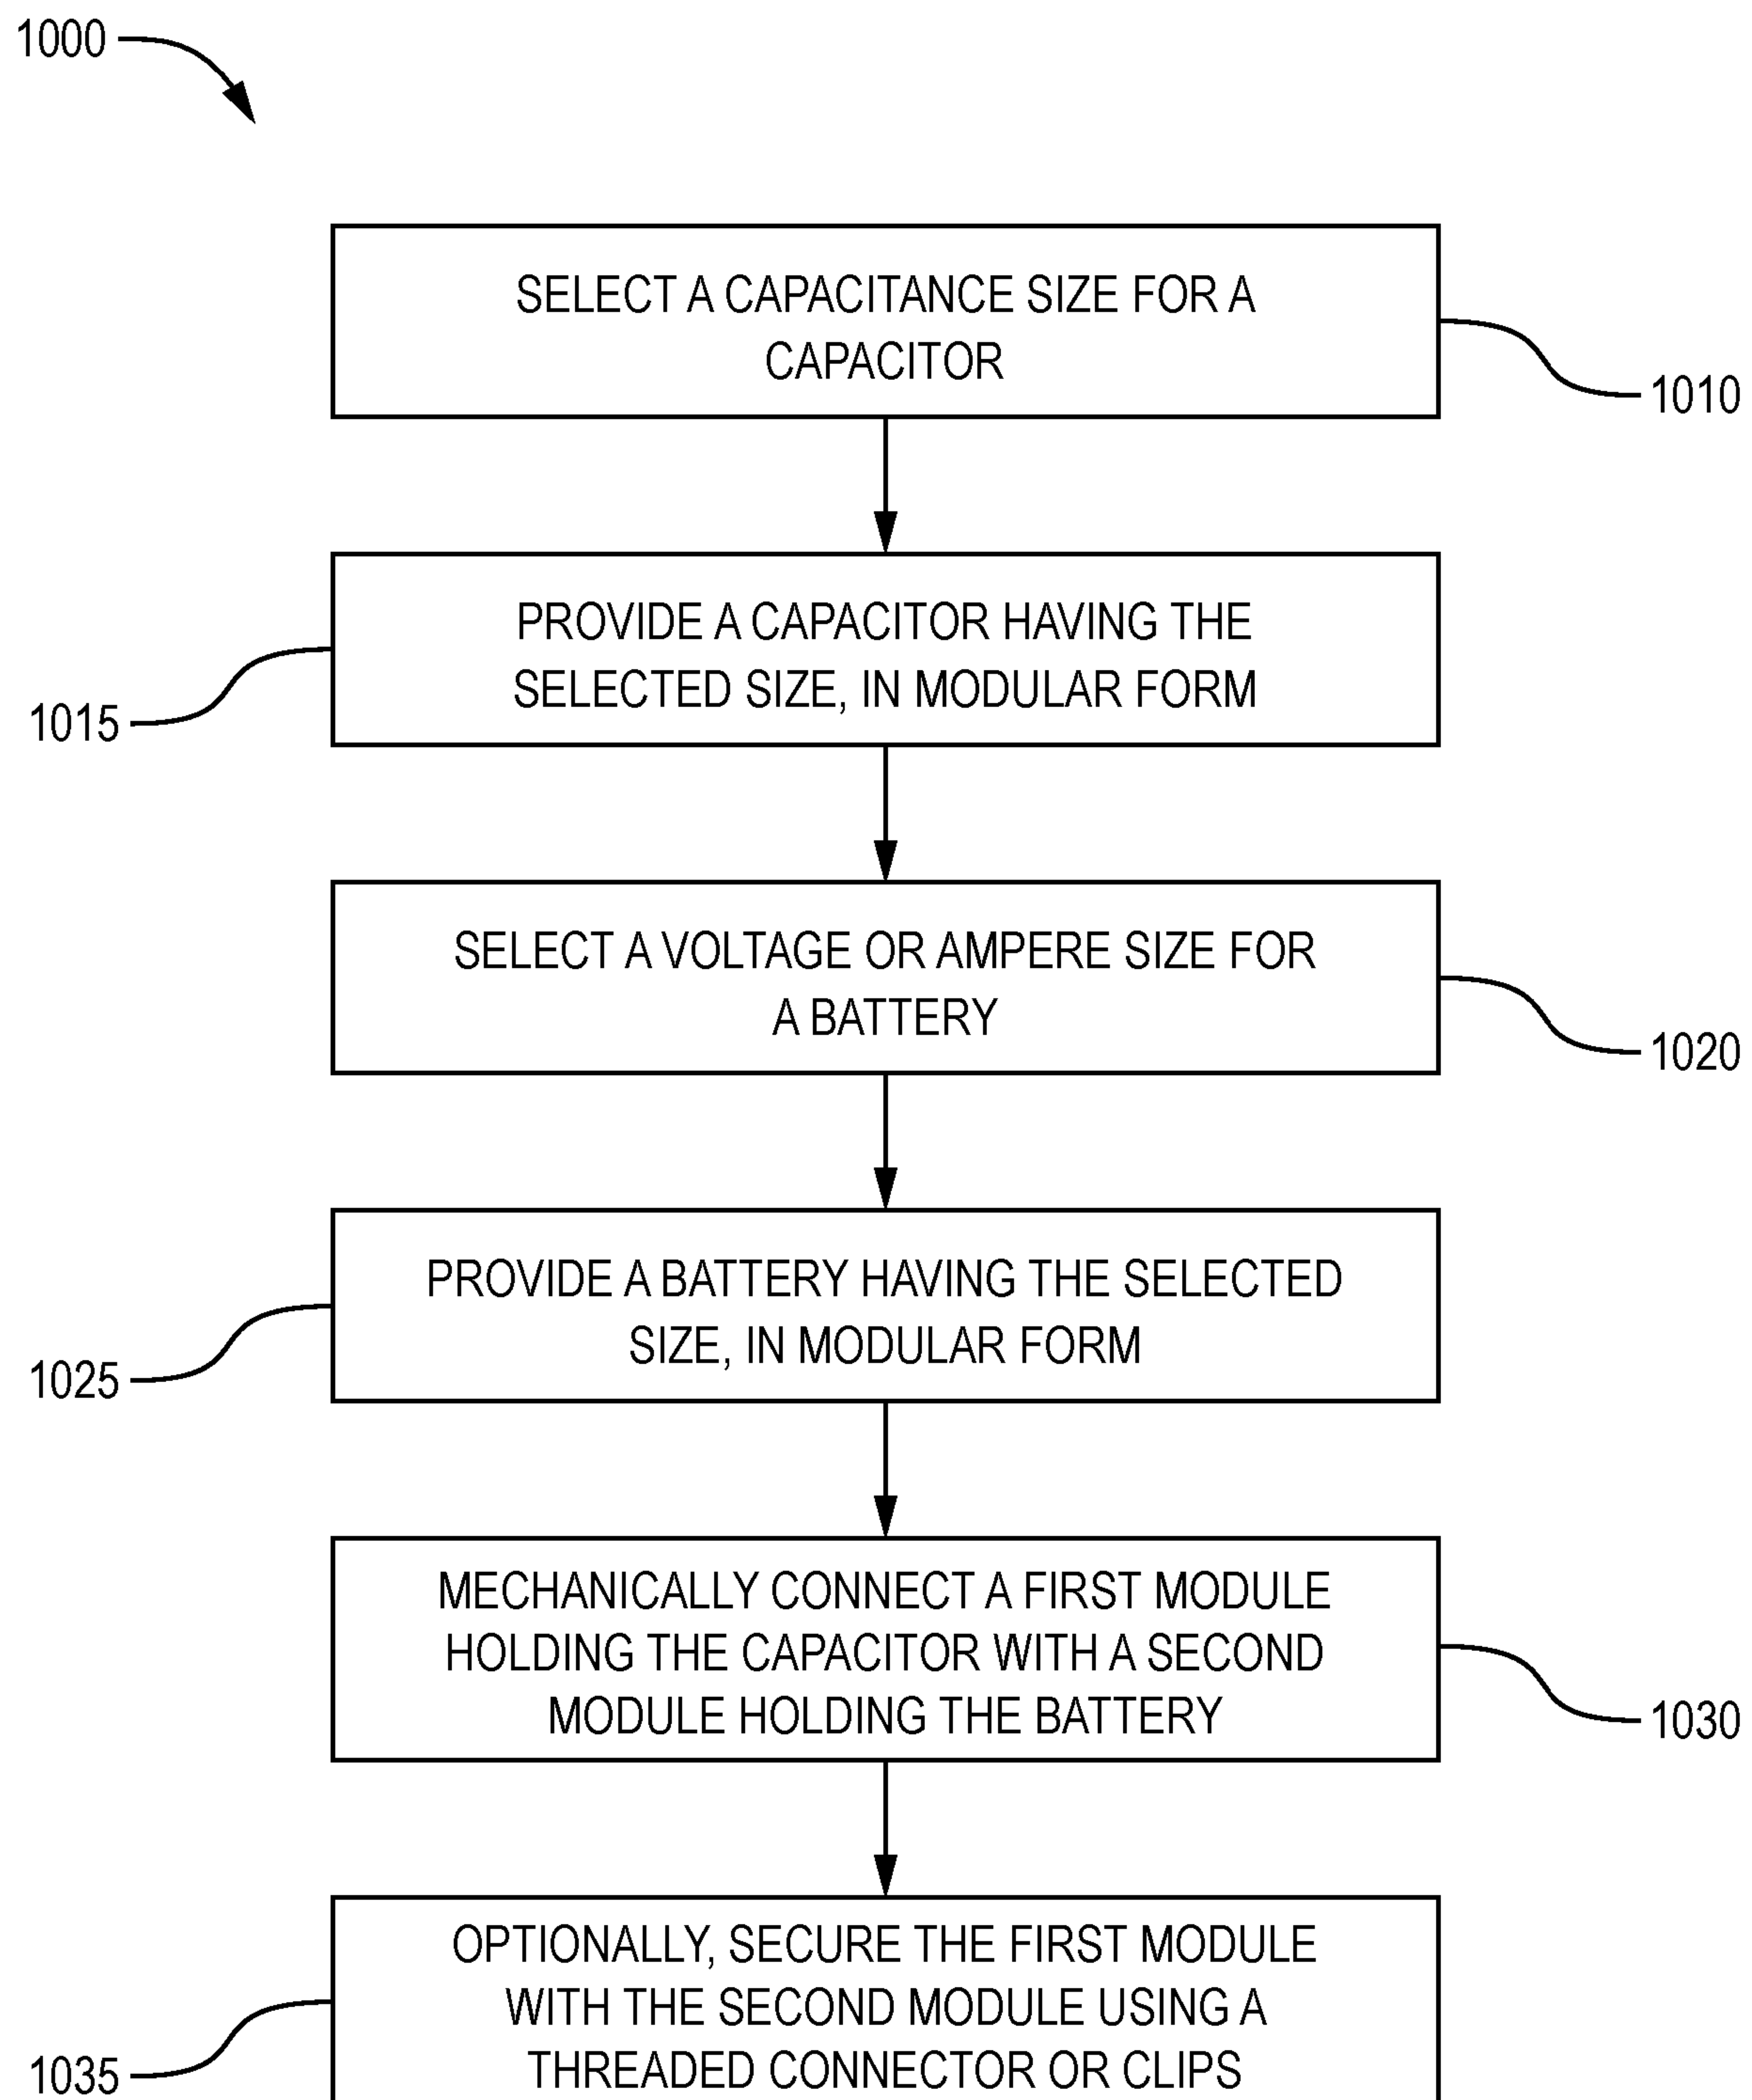 1000
SELECT A CAPACITANCE SIZE FOR A
CAPACITOR
1010
PROVIDE A CAPACITOR HAVING THE
SELECTED SIZE, IN MODULAR FORM
1015
SELECT A VOLTAGE OR AMPERE SIZE FOR
A BATTERY
1020
PROVIDE A BATTERY HAVING THE SELECTED
SIZE, IN MODULAR FORM
1025
MECHANICALLY CONNECT A FIRST MODULE
HOLDING THE CAPACITOR WITH A SECOND
MODULE HOLDING THE BATTERY
1030
OPTIONALLY, SECURE THE FIRST MODULE
WITH THE SECOND MODULE USING A
THREADED CONNECTOR OR CLIPS
1035